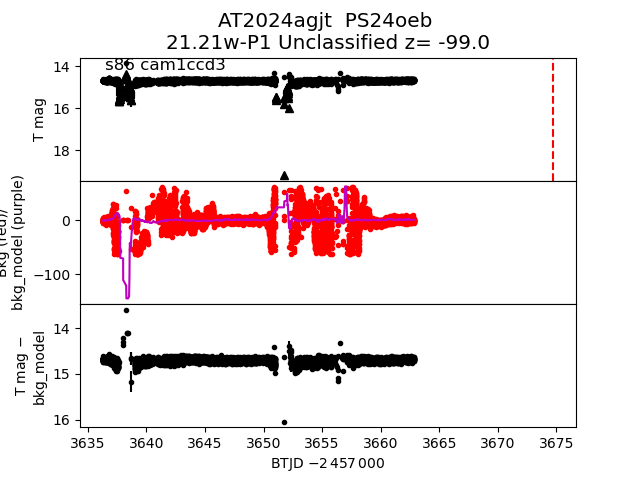 AT2024agjt  PS24oeb
21.21w-P1 Unclassified z= -99.0
s86 cam1ccd3
14
16
18
T mag
0
−100
Bkg (red)/
bkg_model (purple)
14
15
16
T mag −
bkg_model
3635 3640 3645 3650 3655 3660 3665 3670 3675
BTJD −2 457 000